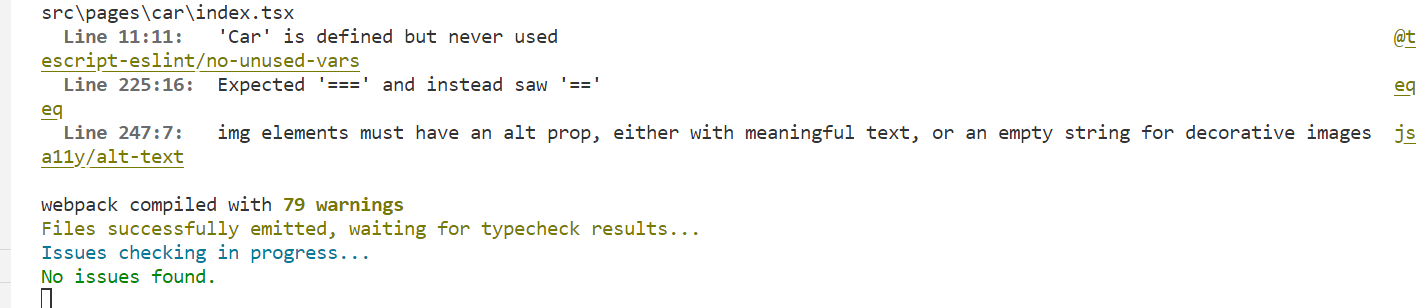 src\pages\car\index.tsx
Line 11:11:   'Car' is defined but never used   @t
escript-eslint/no-unused-vars
Line 225:16:  Expected '===' and instead saw '=='   eq
eq
Line 247:7:   img elements must have an alt prop, either with meaningful text, or an empty string for decorative images  js
a11y/alt-text
webpack compiled with 79 warnings
Files successfully emitted, waiting for typecheck results...
Issues checking in progress...
No issues found.